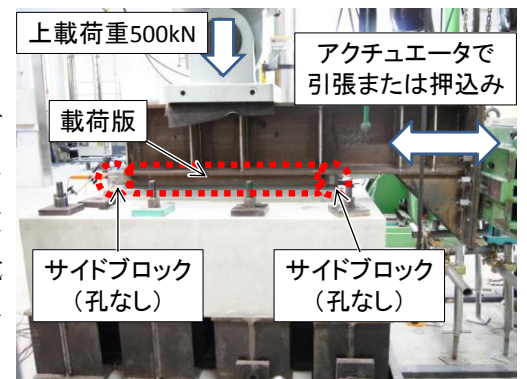 上載荷重500kN
アクチュエータで
引張または押込み
載荷版
サイドブロック
（孔なし）
サイドブロック
（孔なし）